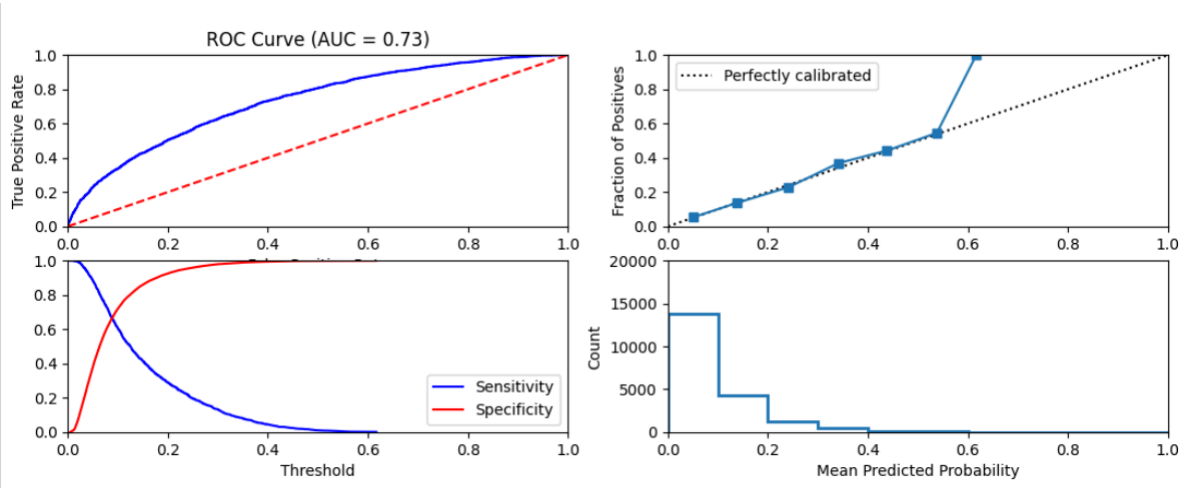 ROC Curve (AUC = 0.73)
True Positive Rate
1.0
0.8
0.6
0.4
0.2
0.0
0.0 0.2 0.4 0.6 0.8 1.0
Fraction of Positives
1.0
0.8
0.6
0.4
0.2
0.0
Perfectly calibrated
0.0 0.2 0.4 0.6 0.8 1.0
1.0
0.8
0.6
0.4
0.2
0.0
Sensitivity
Specificity
0.0 0.2 0.4 0.6 0.8 1.0
Threshold
Count
20000
15000
10000
5000
0
0.0 0.2 0.4 0.6 0.8 1.0
Mean Predicted Probability